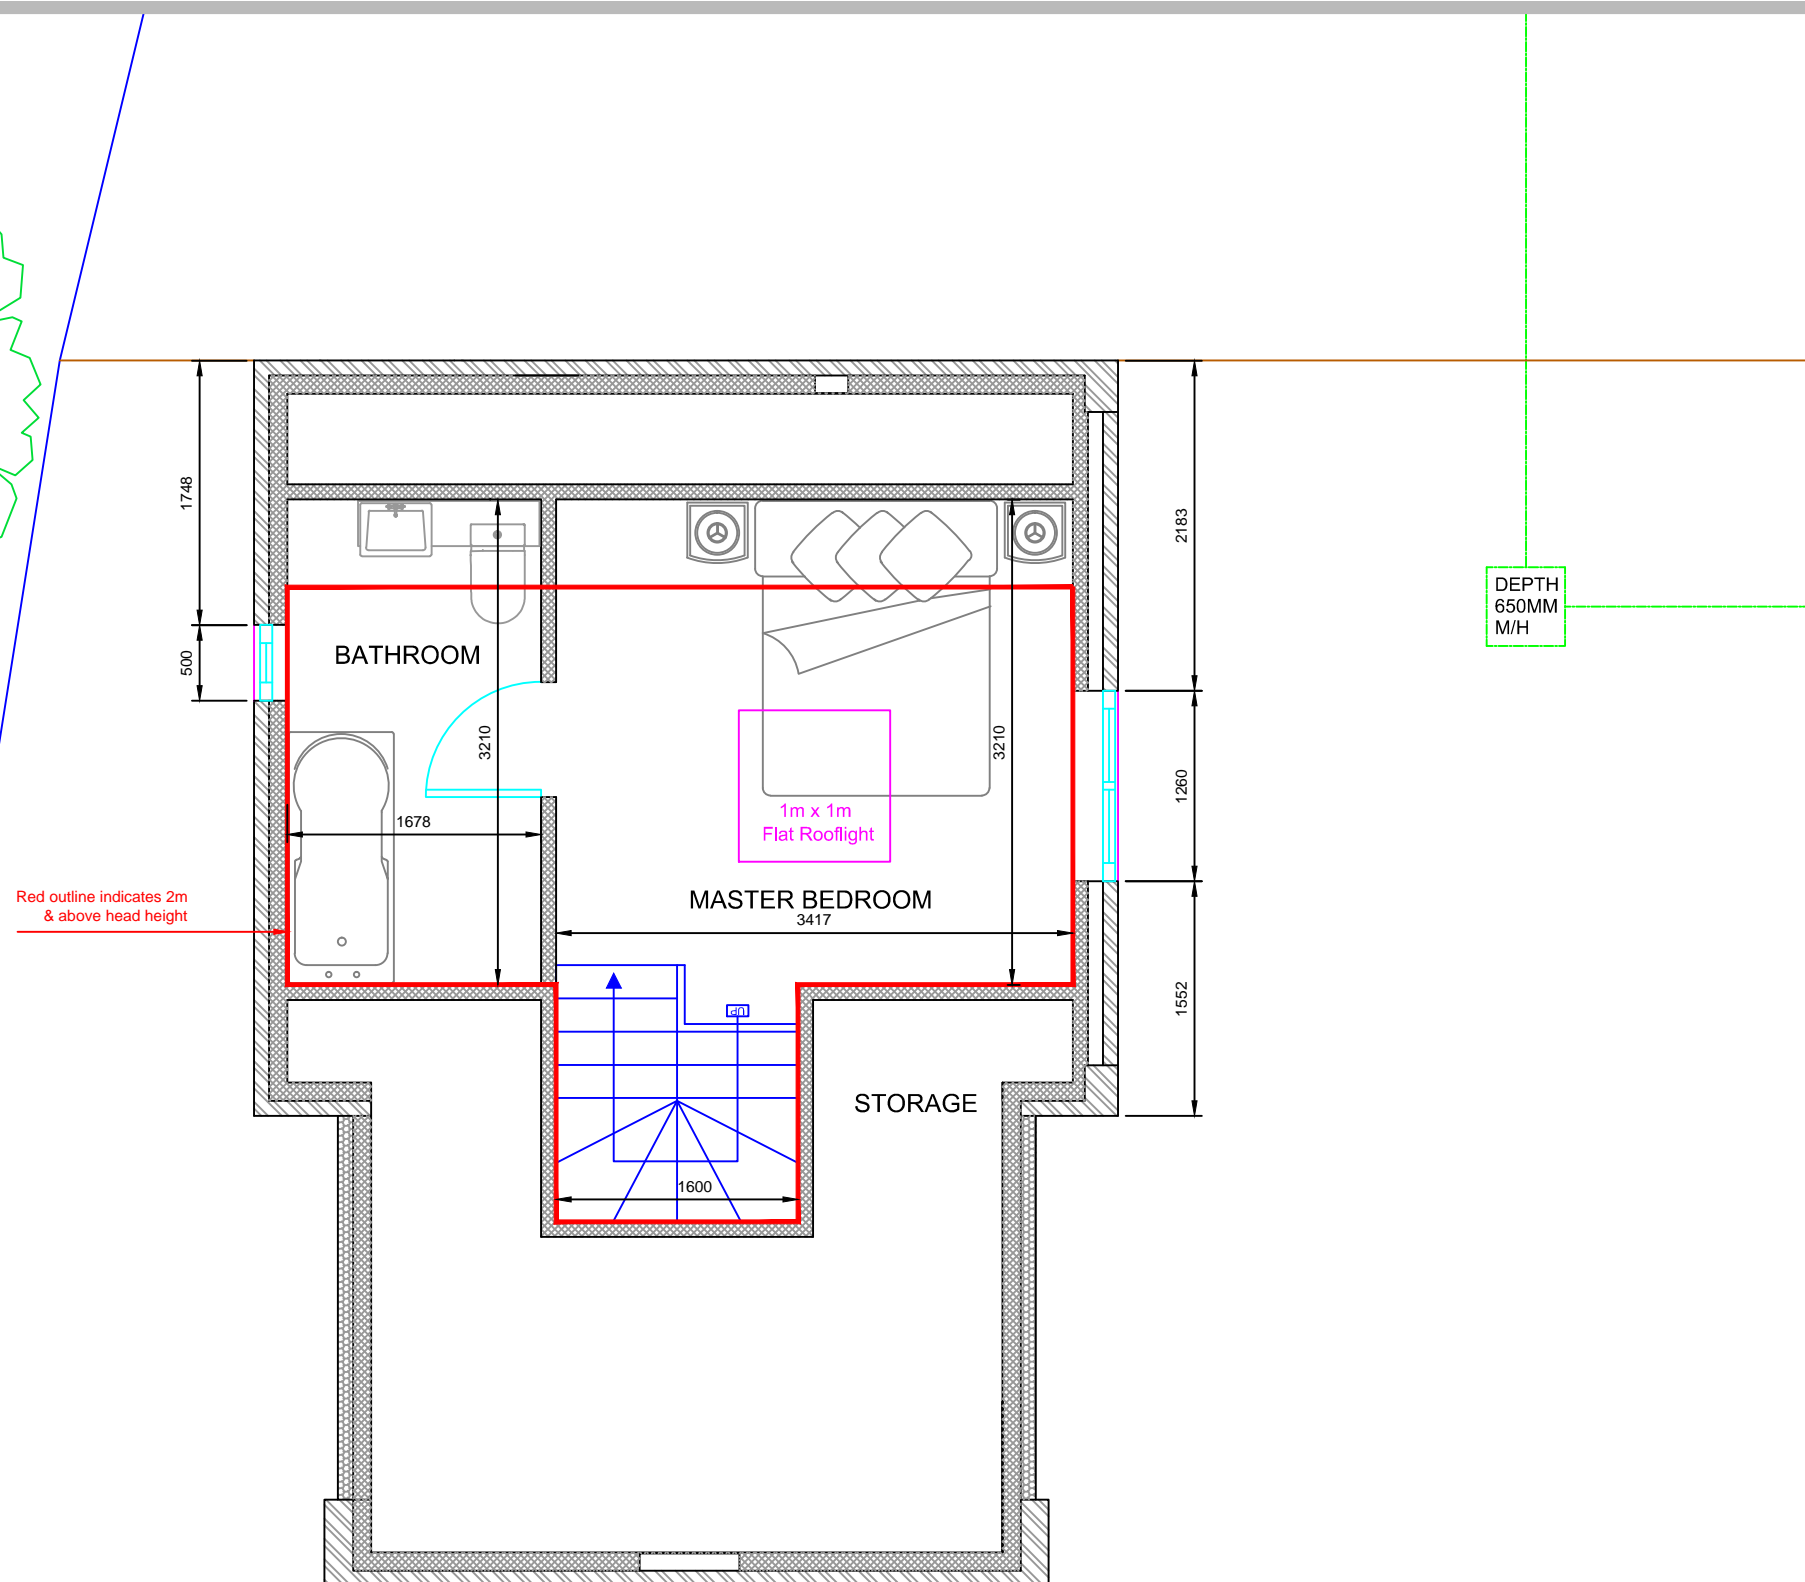 1748
2183
DEPTH
650MM
M/H
BATHROOM
500
3210
3210
1260
1m x 1m
Flat Rooflight
1678
Red outline indicates 2m
& above head height
MASTER BEDROOM
3417
1552
UP
STORAGE
1600